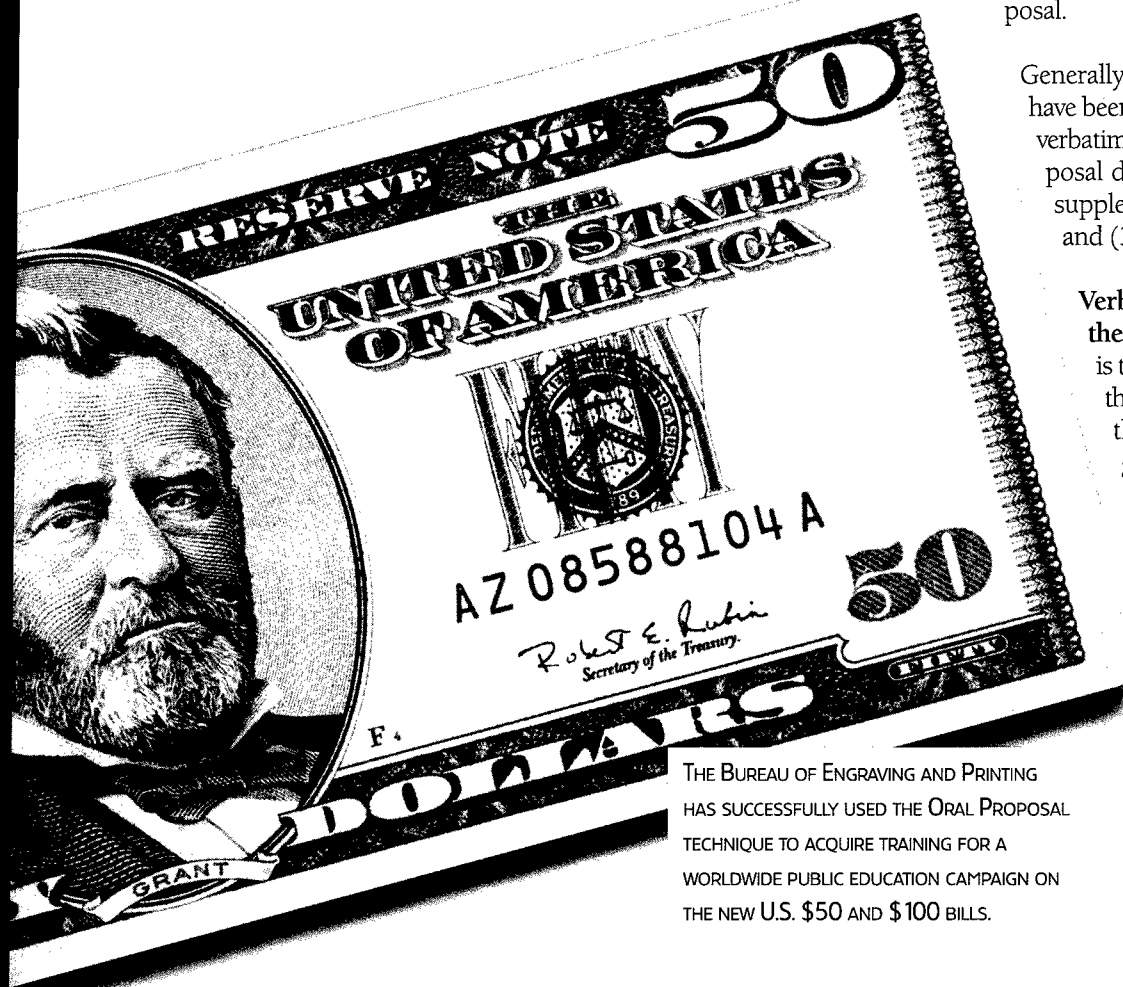 posal.
Generally
have been
verbatim
posal d
supple
and (
Verb
the
is t
th
t
RESERVE NOTE
50
THE
UNITED STATES
OF AMERICA
AZ 08588104 A
Robert E. Rubin
Secretary of the Treasury.
50
FIFTY
F
DOLLARS
GRANT
THE BUREAU OF ENGRAVING AND PRINTING
HAS SUCCESSFULLY USED THE ORAL PROPOSAL
TECHNIQUE TO ACQUIRE TRAINING FOR A
WORLDWIDE PUBLIC EDUCATION CAMPAIGN ON
THE NEW U.S. $50 AND $100 BILLS.